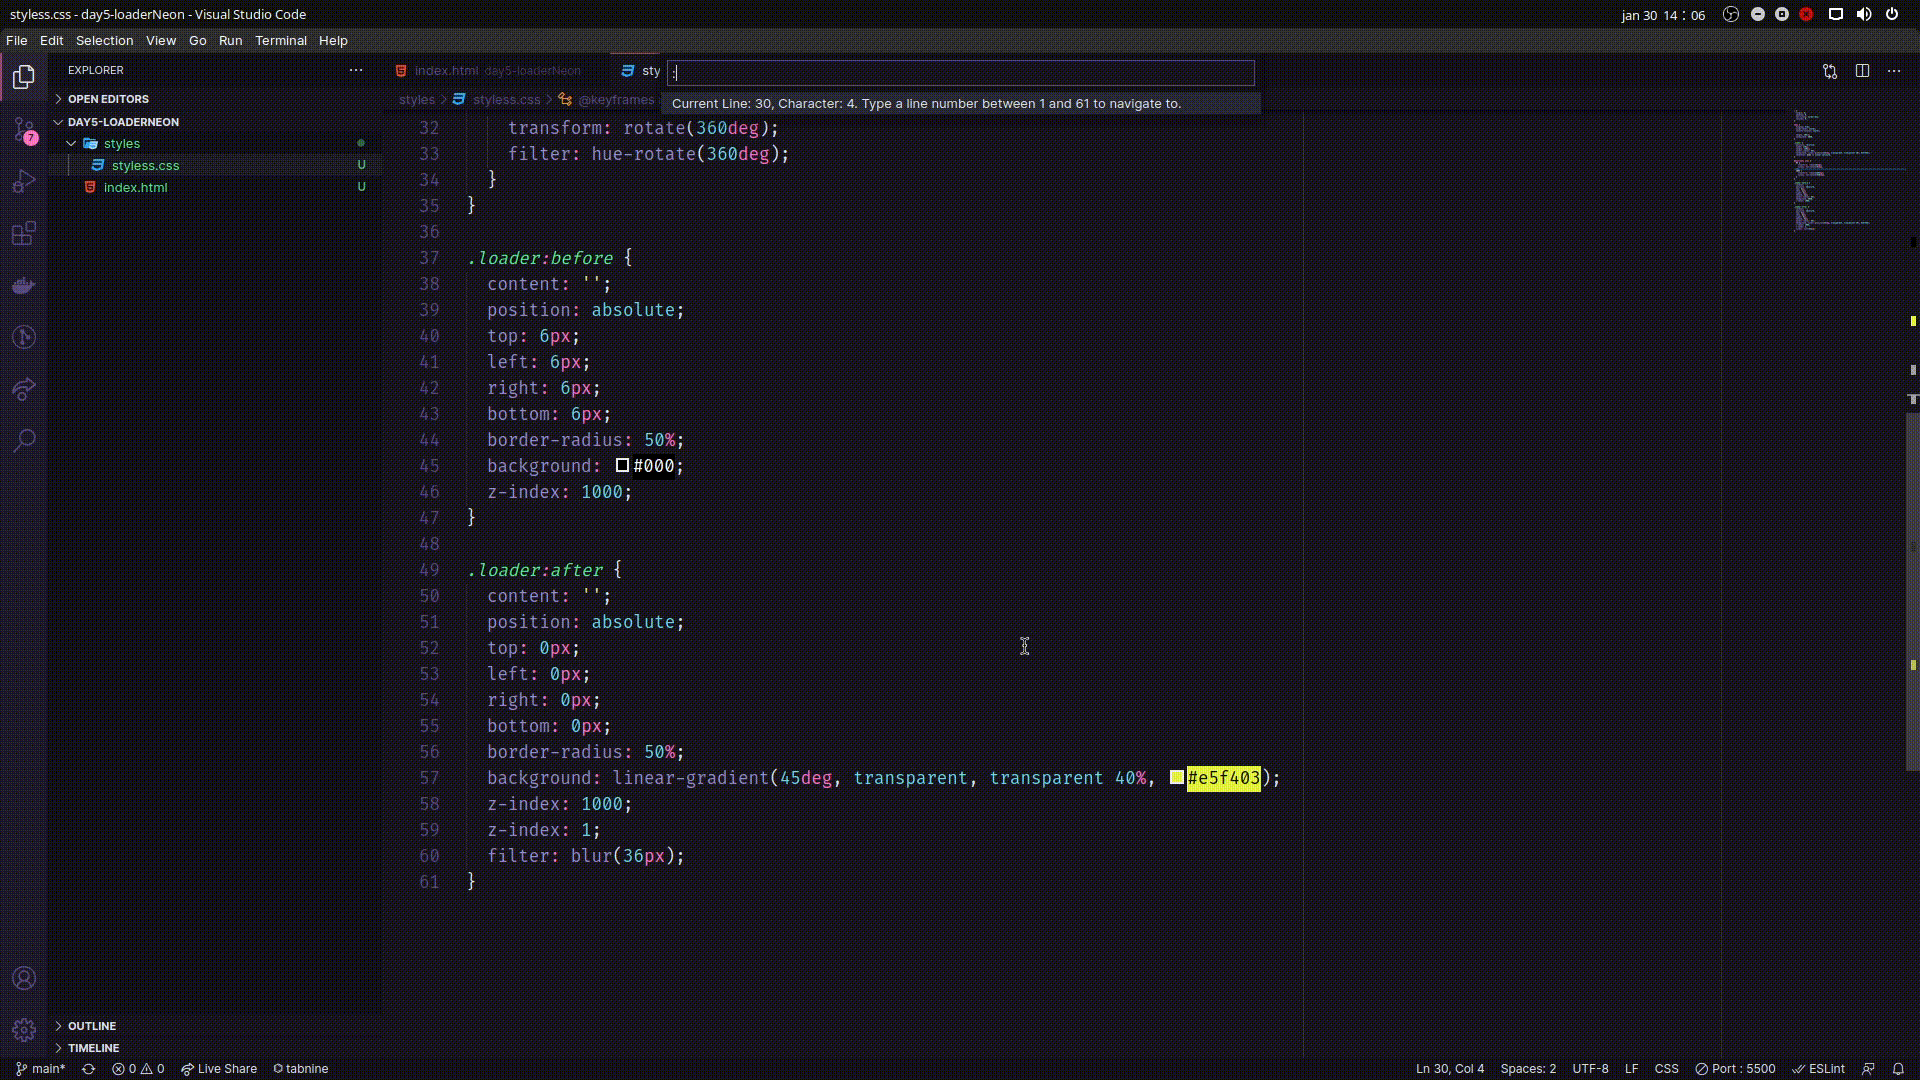 styless.css - day5-loaderNeon - Visual Studio Code
jan 30 14 : 06
File Edit Selection View Go Run Terminal Help
EXPLORER
index.html day5-loaderNeon
sty
:
styles > styless.css > @keyframes
Current Line: 30, Character: 4. Type a line number between 1 and 61 to navigate to.
OPEN EDITORS
DAY5-LOADERNEON
styles
styless.css U
index.html U
7
32 transform: rotate(360deg);
33 filter: hue-rotate(360deg);
34 }
35 }
36
37 .loader:before {
38 content: '';
39 position: absolute;
40 top: 6px;
41 left: 6px;
42 right: 6px;
43 bottom: 6px;
44 border-radius: 50%;
45 background: #000;
46 z-index: 1000;
47 }
48
49 .loader:after {
50 content: '';
51 position: absolute;
52 top: 0px;
53 left: 0px;
54 right: 0px;
55 bottom: 0px;
56 border-radius: 50%;
57 background: linear-gradient(45deg, transparent, transparent 40%, #e5f403);
58 z-index: 1000;
59 z-index: 1;
60 filter: blur(36px);
61 }
OUTLINE
TIMELINE
main* 0 0 Live Share tabnine
Ln 30, Col 4 Spaces: 2 UTF-8 LF CSS Port : 5500 ESLint